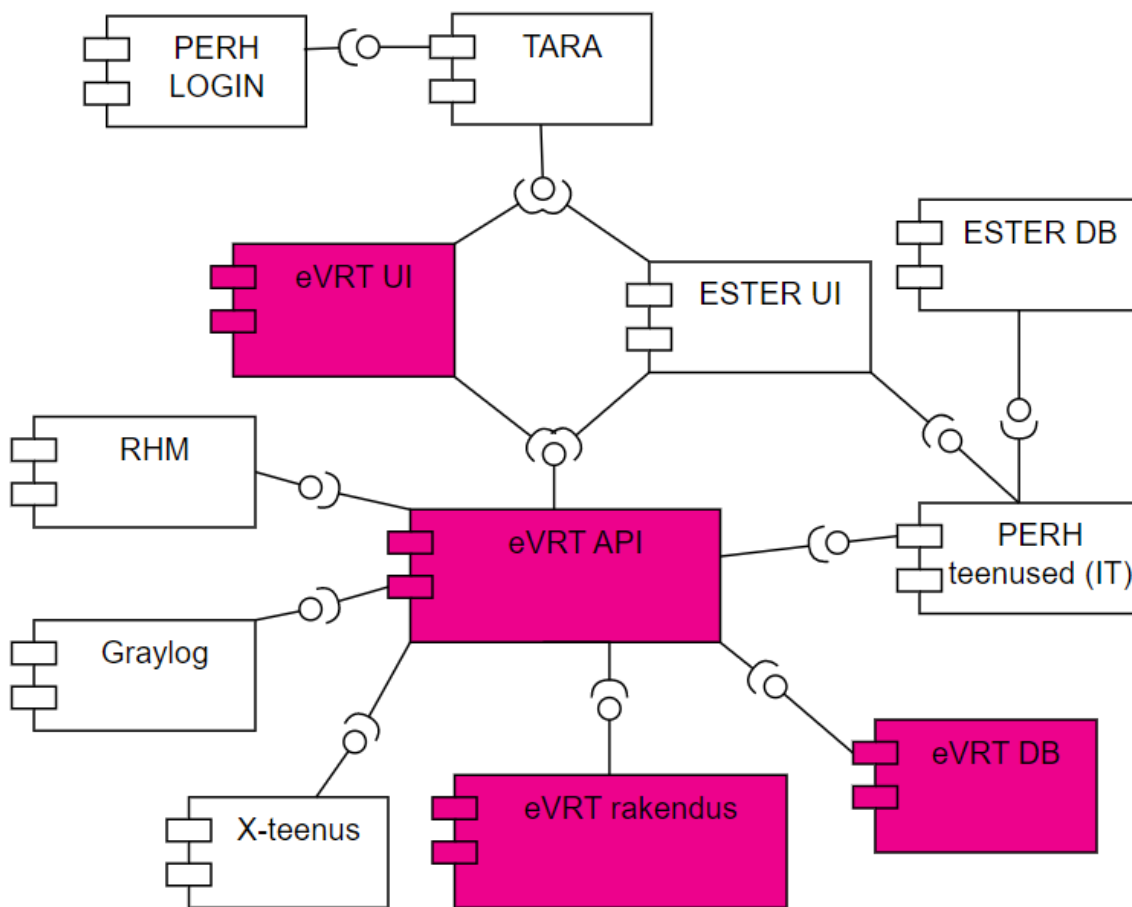 PERH
LOGIN
TARA
ESTER DB
eVRT UI
ESTER UI
RHM
eVRT API
PERH
teenused (IT)
Graylog
X-teenus
eVRT rakendus
eVRT DB